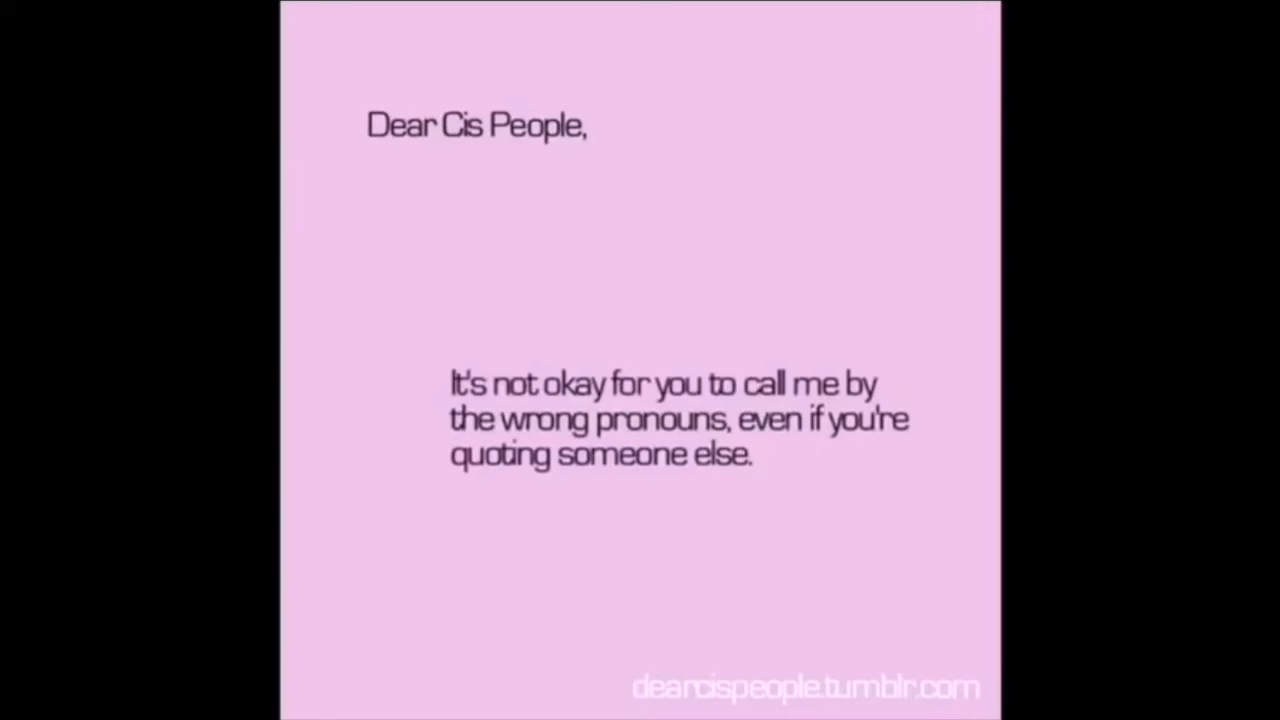 Dear Cis People,
It's not okay for you to call me by
the wrong pronouns, even if you're
quoting someone else.
dearcispeople.tumblr.com